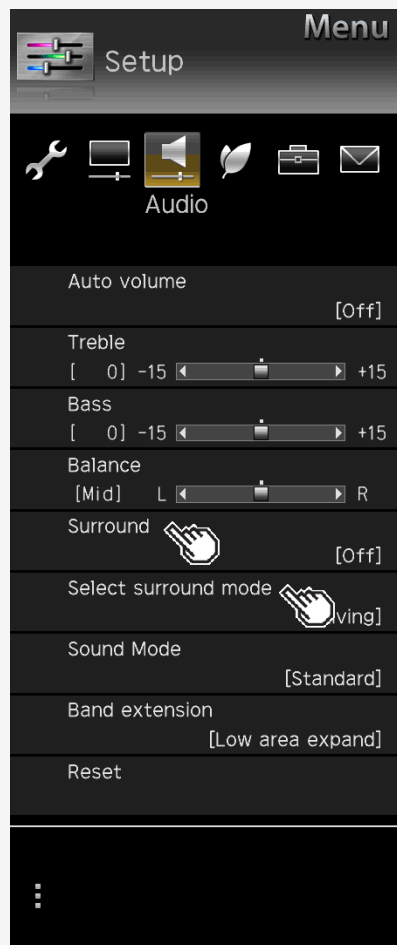 Menu
Setup
Audio
Auto volume
[Off]
Treble
[ 0] -15 +15
Bass
[ 0] -15 +15
Balance
[Mid] L R
Surround
[Off]
Select surround mode
ving]
Sound Mode
[Standard]
Band extension
[Low area expand]
Reset